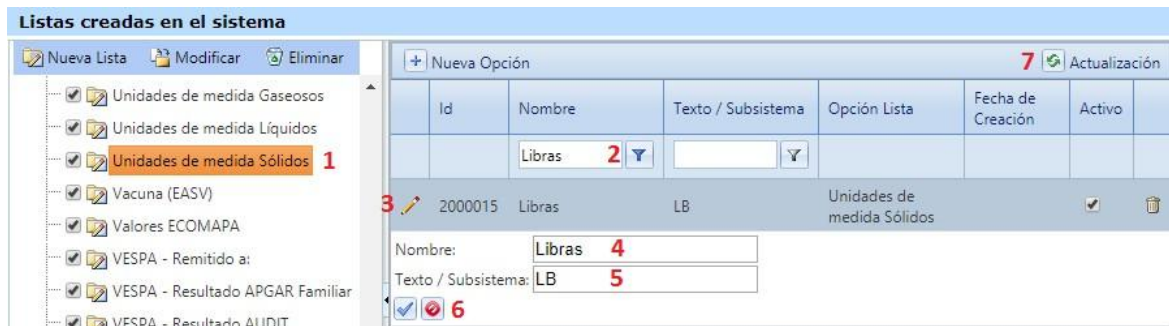 Listas creadas en el sistema
Nueva Lista Modificar Eliminar
Unidades de medida Gaseosos
Unidades de medida Líquidos
Unidades de medida Sólidos 1
Vacuna (EASV)
Valores ECOMAPA
VESPA - Remitido a:
VESPA - Resultado APGAR Familiar
VESPA - Resultado AUDIT
Nueva Opción 7 Actualización
Id Nombre Texto / Subsistema Opción Lista Fecha de Creación Activo
Libras 2
3 2000015 Libras LB Unidades de medida Sólidos
Nombre: Libras 4
Texto / Subsistema: LB 5
6